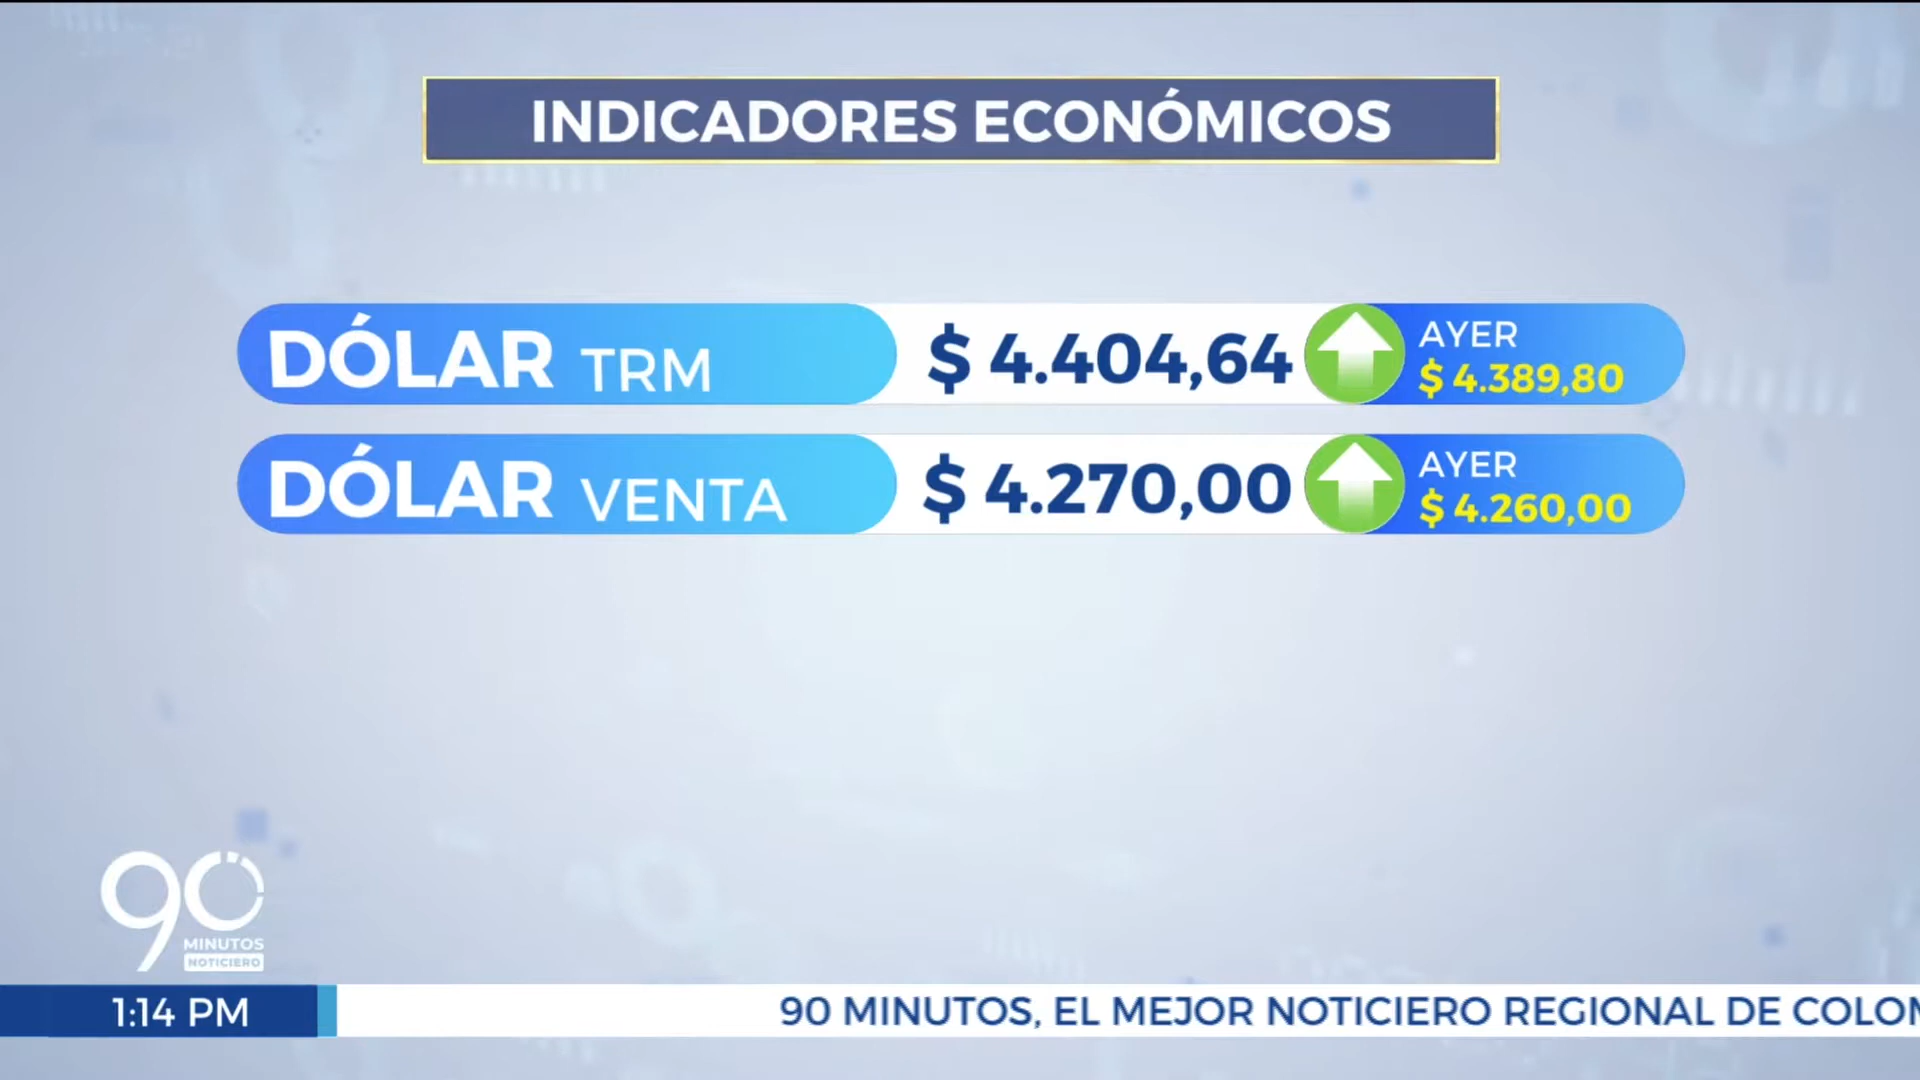 INDICADORES ECONÓMICOS
DÓLAR TRM $ 4.404,64 AYER
$ 4.389,80
DÓLAR VENTA $ 4.270,00 AYER
$ 4.260,00
90
MINUTOS
NOTICIERO
1:14 PM 90 MINUTOS, EL MEJOR NOTICIERO REGIONAL DE COLOM